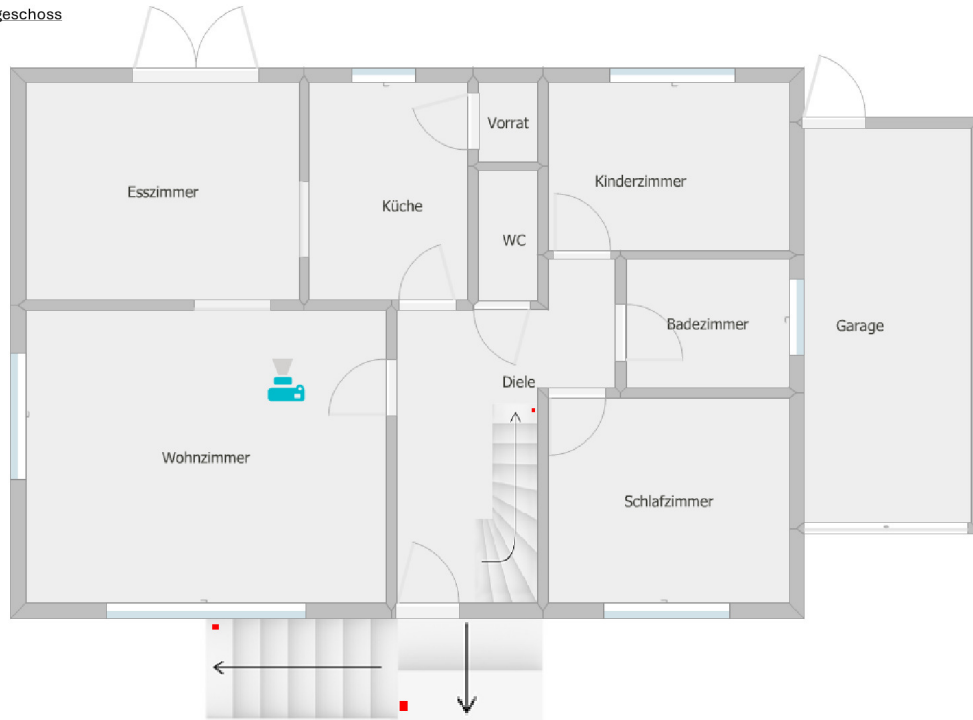 geschoss
Vorrat
Kinderzimmer
Esszimmer
Küche
WC
Badezimmer
Garage
Diele
Wohnzimmer
Schlafzimmer